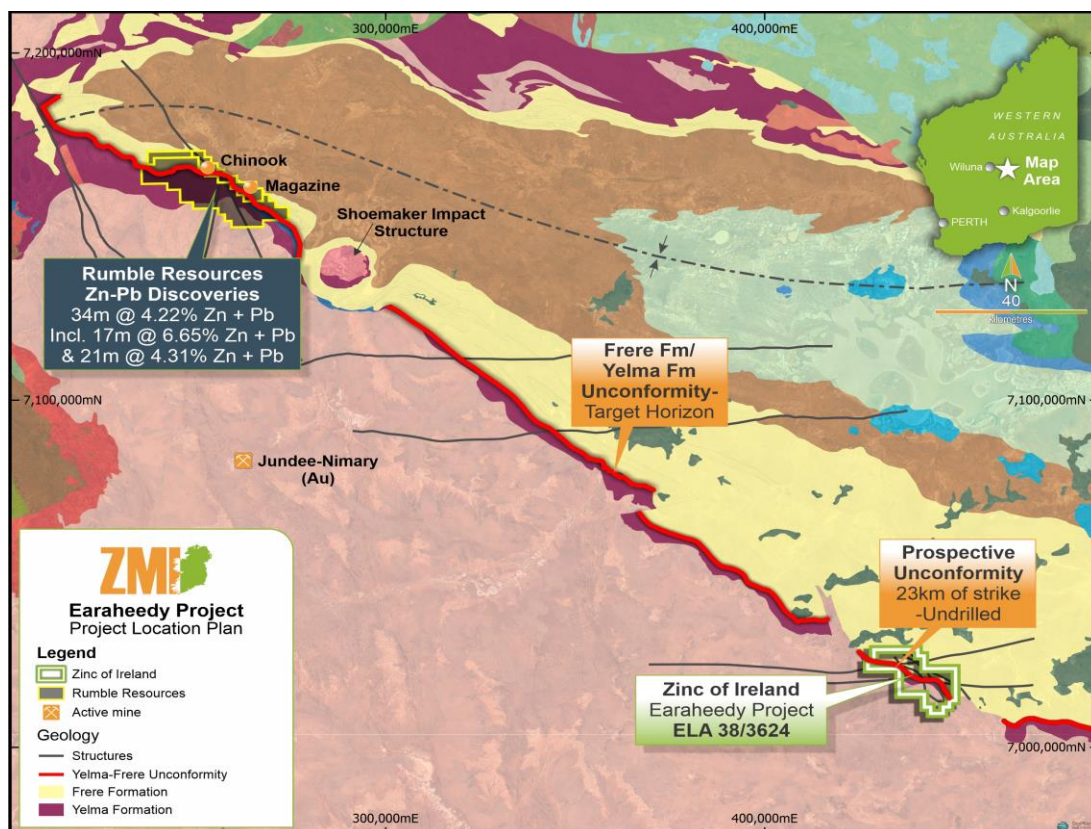 300,000mE
400,000mE
7,200,000mN
WESTERN
AUSTRALIA
Wiluna
Map
Area
Kalgoorlie
PERTH
Chinook
Magazine
Shoemaker Impact
Structure
Rumble Resources
Zn-Pb Discoveries
34m @ 4.22% Zn + Pb
Incl. 17m @ 6.65% Zn + Pb
& 21m @ 4.31% Zn + Pb
N
40
kilometres
Frere Fm/
Yelma Fm
Unconformity-
Target Horizon
7,100,000mN
7,100,000mN
Jundee-Nimary
(Au)
Prospective
Unconformity
23km of strike
-Undrilled
Zinc of Ireland
Earaheedy Project
ELA 38/3624
7,000,000mN
ZMI
Earaheedy Project
Project Location Plan
Legend
Zinc of Ireland
Rumble Resources
Active mine
Geology
Structures
Yelma-Frere Unconformity
Frere Formation
Yelma Formation
300,000mE
400,000mE